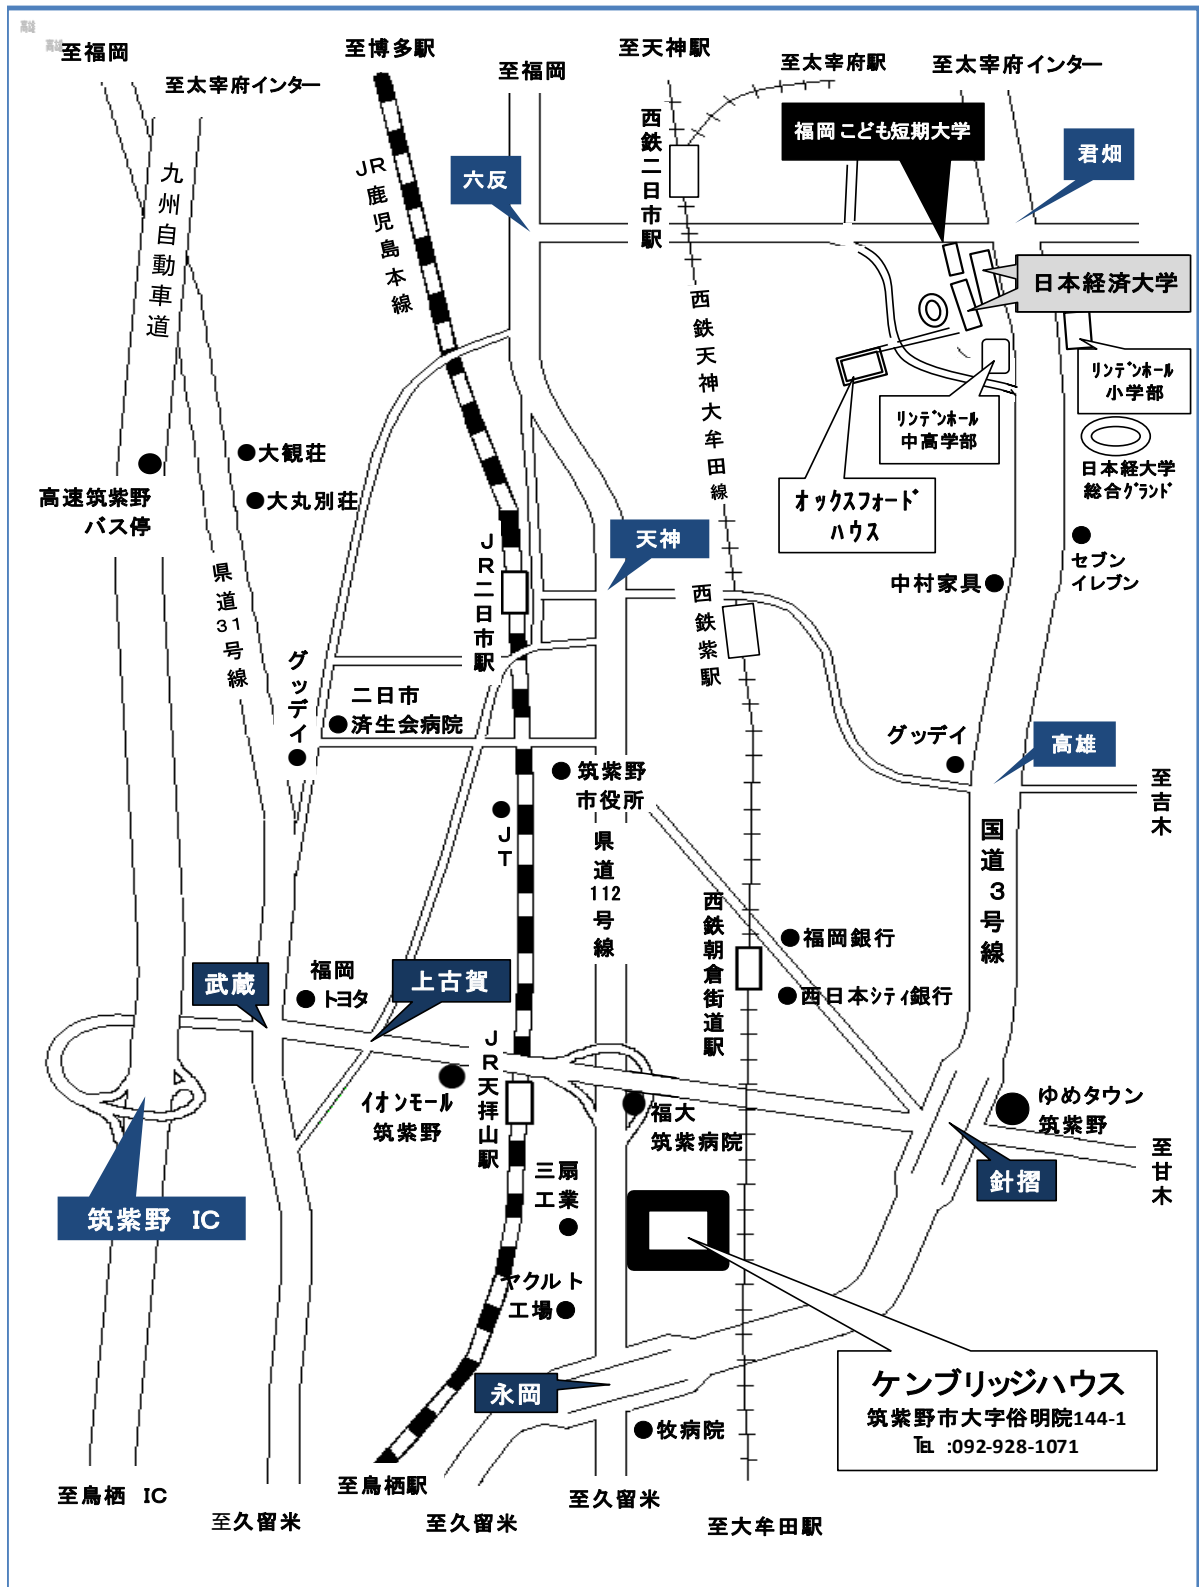 高雄
高雄
至福岡
至太宰府インター
至博多駅
至福岡
至天神駅
至太宰府駅
至太宰府インター
福岡こども短期大学
君畑
六反
西鉄二日市駅
九州自動車道
JR鹿児島本線
西鉄天神大牟田線
日本経済大学
リンデンホール
小学部
リンデンホール
中高学部
日本経大学
総合グランド
オックスフォード
ハウス
大観荘
大丸別荘
高速筑紫野
バス停
天神
セブン
イレブン
中村家具
県道31号線
JR二日市駅
西鉄紫駅
グッデイ
二日市
済生会病院
グッデイ
高雄
至吉木
筑紫野
市役所
JT
県道112号線
国道3号線
西鉄朝倉街道駅
福岡銀行
西日本シティ銀行
武蔵
福岡
トヨタ
上古賀
JR天拝山駅
イオンモール
筑紫野
福大
筑紫病院
ゆめタウン
筑紫野
至甘木
針摺
筑紫野 IC
三扇
工業
ヤクルト
工場
永岡
牧病院
ケンブリッジハウス
筑紫野市大字俗明院144-1
℡ :092-928-1071
至鳥栖 IC
至久留米
至鳥栖駅
至久留米
至久留米
至大牟田駅